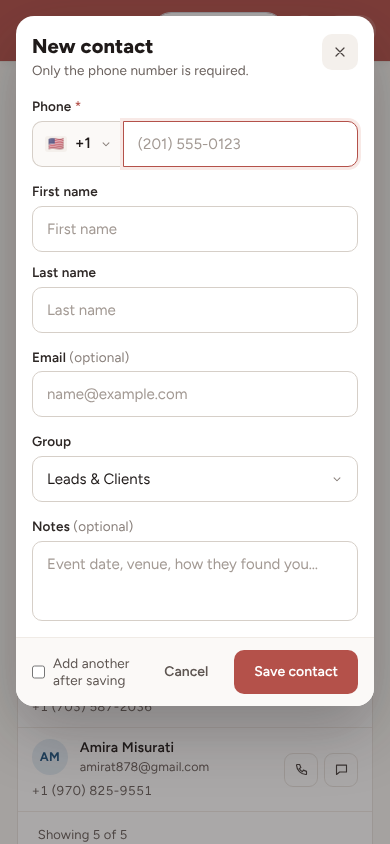 New contact
Only the phone number is required.
Phone *
+1
(201) 555-0123
First name
First name
Last name
Last name
Email (optional)
name@example.com
Group
Leads & Clients
Notes (optional)
Event date, venue, how they found you...
Add another
after saving
Cancel
Save contact
+1 (703) 587-2036
AM
Amira Misurati
amirat878@gmail.com
+1 (970) 825-9551
Showing 5 of 5